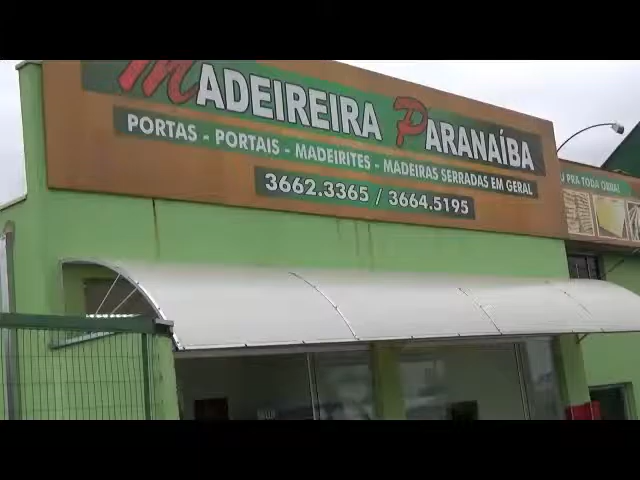 MADEIREIRA PARANAÍBA
PORTAS - PORTAIS - MADEIRITES - MADEIRAS SERRADAS EM GERAL
3662.3365 / 3664.5195
U PRA TODA OBRA!